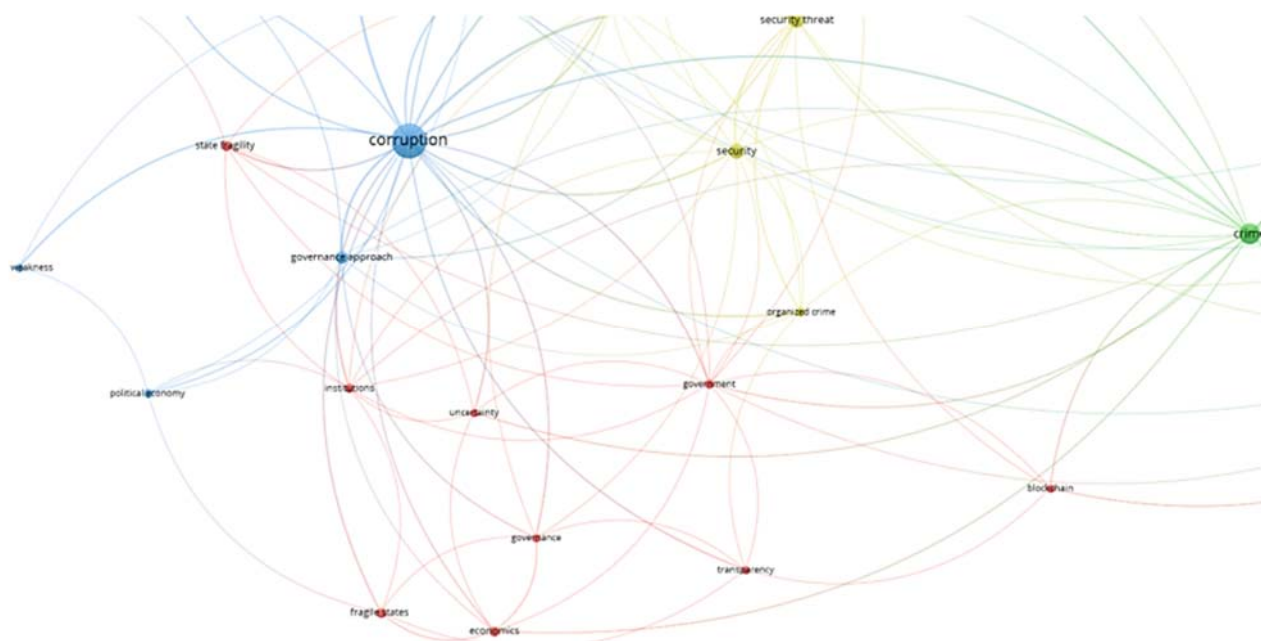 security threat
corruption
state fragility
security
crime
governance approach
weakness
organized crime
government
institutions
political economy
uncertainty
blockchain
governance
transparency
fragile states
economics